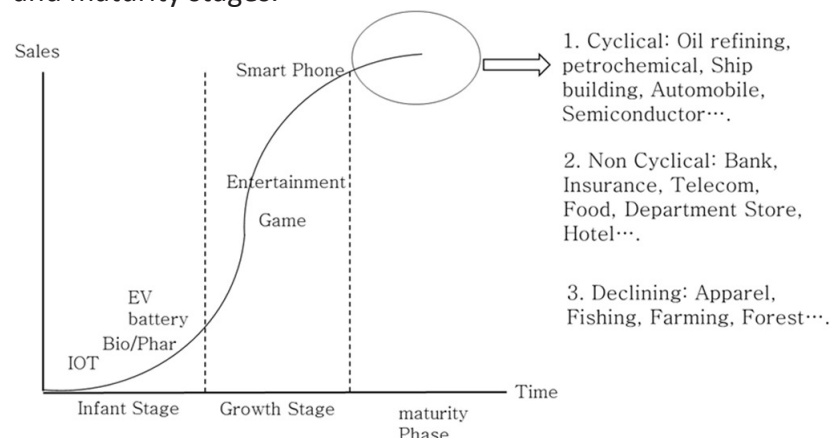 and maturity stages.
Sales
Smart Phone
Entertainment
Game
EV
battery
Bio/Phar
IOT
Time
Infant Stage
Growth Stage
maturity
Phase
1. Cyclical: Oil refining,
petrochemical, Ship
building, Automobile,
Semiconductor….
2. Non Cyclical: Bank,
Insurance, Telecom,
Food, Department Store,
Hotel….
3. Declining: Apparel,
Fishing, Farming, Forest….